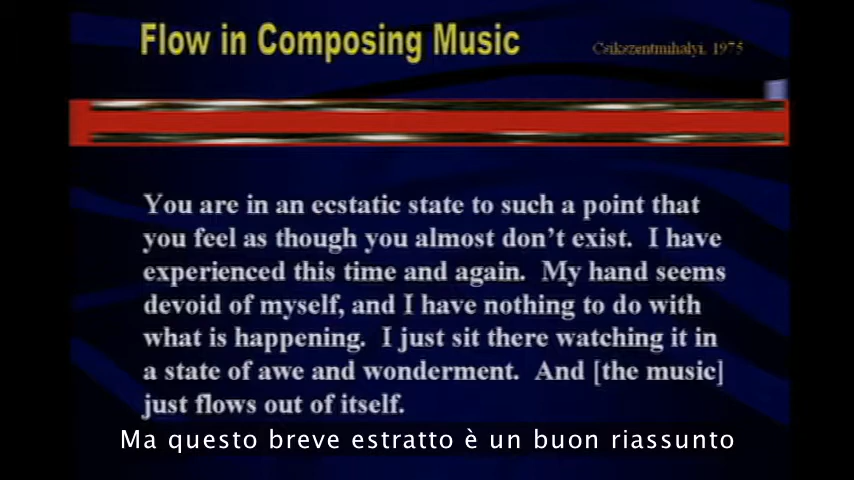 Flow in Composing Music
Csikszentmihalyi, 1975
You are in an ecstatic state to such a point that
you feel as though you almost don't exist. I have
experienced this time and again. My hand seems
devoid of myself, and I have nothing to do with
what is happening. I just sit there watching it in
a state of awe and wonderment. And [the music]
just flows out of itself.
Ma questo breve estratto è un buon riassunto